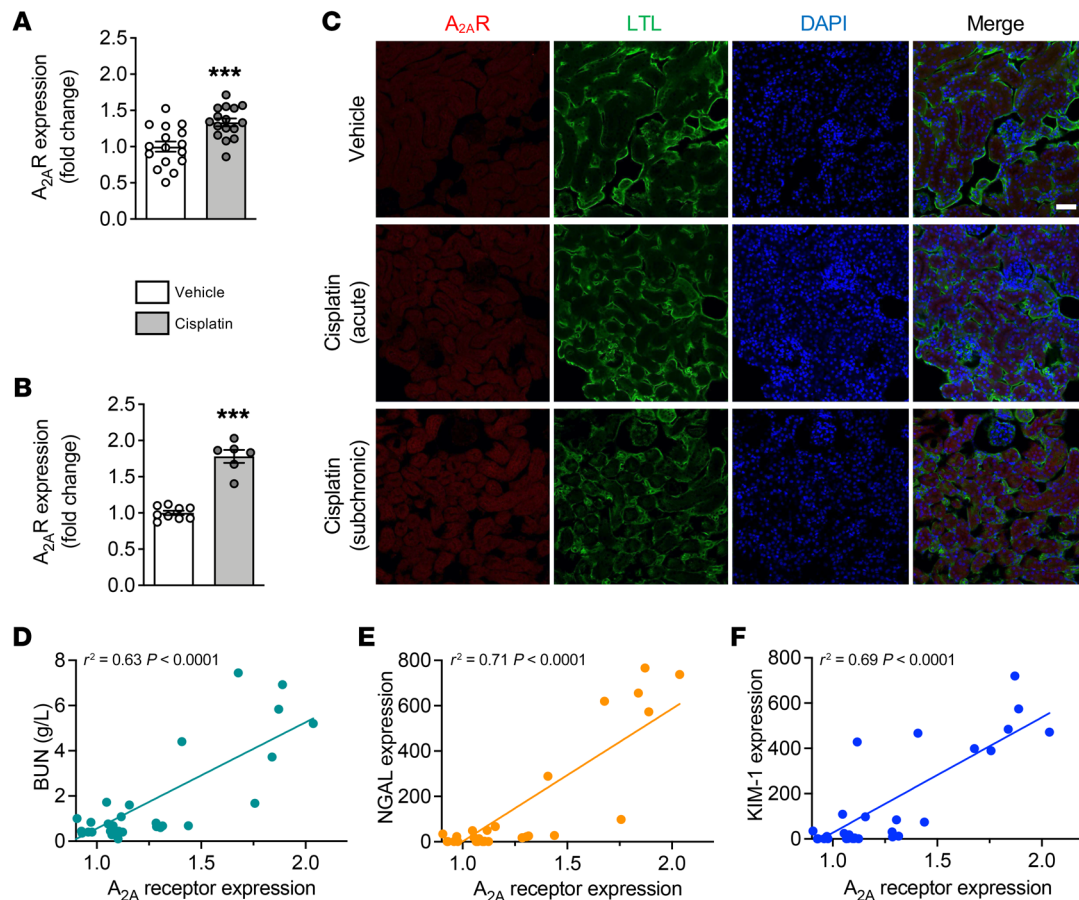 A
A2AR expression
(fold change)
2.5
2.0
1.5
1.0
0.5
0.0
***
Vehicle
Cisplatin
B
A2AR expression
(fold change)
2.5
2.0
1.5
1.0
0.5
0.0
***
C
A2AR LTL DAPI Merge
Vehicle
Cisplatin
(acute)
Cisplatin
(subchronic)
D
r2 = 0.63 P < 0.0001
BUN (g/L)
8
6
4
2
0
1.0 1.5 2.0
A2A receptor expression
E
r2 = 0.71 P < 0.0001
NGAL expression
800
600
400
200
0
1.0 1.5 2.0
A2A receptor expression
F
r2 = 0.69 P < 0.0001
KIM-1 expression
800
600
400
200
0
1.0 1.5 2.0
A2A receptor expression